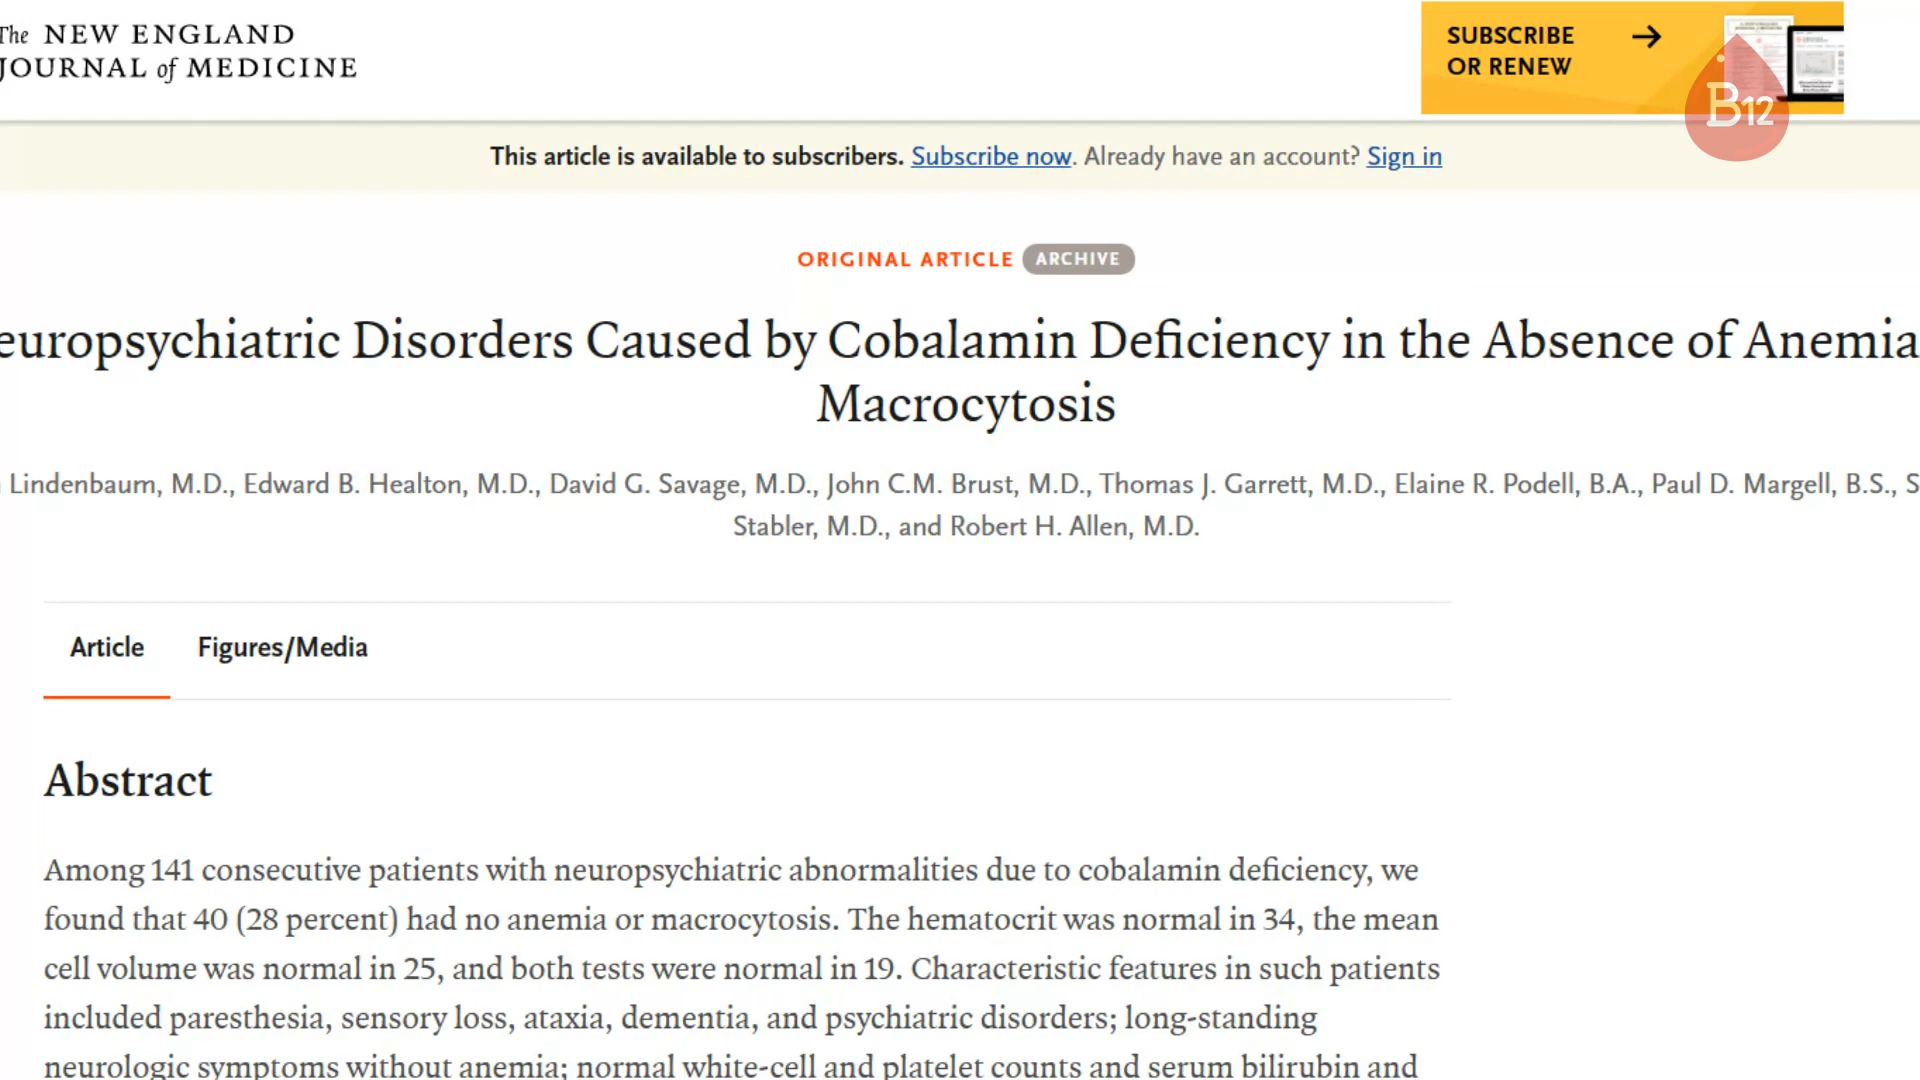 The NEW ENGLAND
JOURNAL of MEDICINE
SUBSCRIBE
OR RENEW
B12
This article is available to subscribers. Subscribe now. Already have an account? Sign in
ORIGINAL ARTICLE ARCHIVE
europsychiatric Disorders Caused by Cobalamin Deficiency in the Absence of Anemia
Macrocytosis
Lindenbaum, M.D., Edward B. Healton, M.D., David G. Savage, M.D., John C.M. Brust, M.D., Thomas J. Garrett, M.D., Elaine R. Podell, B.A., Paul D. Margell, B.S., S
Stabler, M.D., and Robert H. Allen, M.D.
Article Figures/Media
Abstract
Among 141 consecutive patients with neuropsychiatric abnormalities due to cobalamin deficiency, we
found that 40 (28 percent) had no anemia or macrocytosis. The hematocrit was normal in 34, the mean
cell volume was normal in 25, and both tests were normal in 19. Characteristic features in such patients
included paresthesia, sensory loss, ataxia, dementia, and psychiatric disorders; long-standing
neurologic symptoms without anemia; normal white-cell and platelet counts and serum bilirubin and